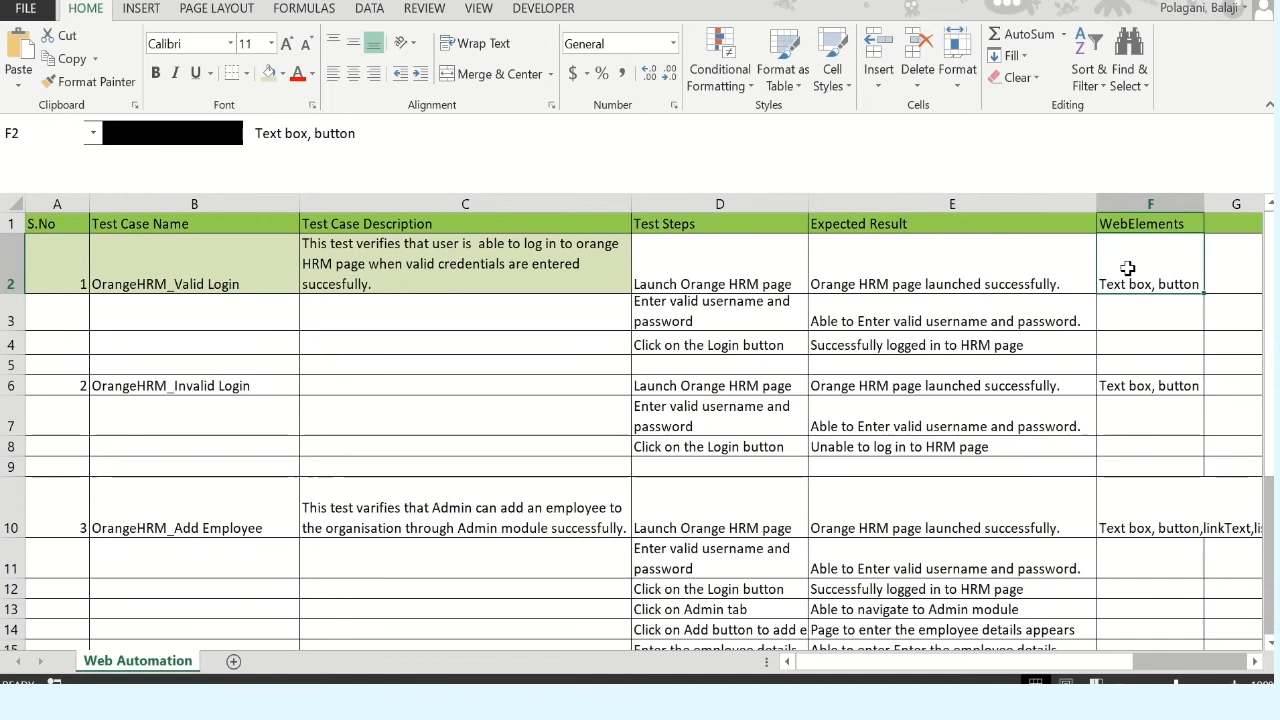 FILE HOME INSERT PAGE LAYOUT FORMULAS DATA REVIEW VIEW DEVELOPER Polagani, Balaji
Cut
Copy
Format Painter
Paste
Clipboard
Calibri 11
B I U
Font
Wrap Text
Merge & Center
Alignment
General
$ % ,
Number
Conditional Formatting
Format as Table
Cell Styles
Styles
Insert Delete Format
Cells
AutoSum
Fill
Clear
Sort & Filter
Find & Select
Editing
F2 Text box, button
A B C D E F G
1 S.No Test Case Name Test Case Description Test Steps Expected Result WebElements
This test verifies that user is able to log in to orange
HRM page when valid credentials are entered
2 1 OrangeHRM_Valid Login succesfully. Launch Orange HRM page Orange HRM page launched successfully. Text box, button
Enter valid username and
3 password Able to Enter valid username and password.
4 Click on the Login button Successfully logged in to HRM page
5
6 2 OrangeHRM_Invalid Login Launch Orange HRM page Orange HRM page launched successfully. Text box, button
Enter valid username and
7 password Able to Enter valid username and password.
8 Click on the Login button Unable to log in to HRM page
9
This test varifies that Admin can add an employee to
10 3 OrangeHRM_Add Employee the organisation through Admin module successfully. Launch Orange HRM page Orange HRM page launched successfully. Text box, button,linkText,li
Enter valid username and
11 password Able to Enter valid username and password.
12 Click on the Login button Successfully logged in to HRM page
13 Click on Admin tab Able to navigate to Admin module
14 Click on Add button to add e Page to enter the employee details appears
15 Enter the employee details Able to enter Enter the employee details
Web Automation
READY 100%